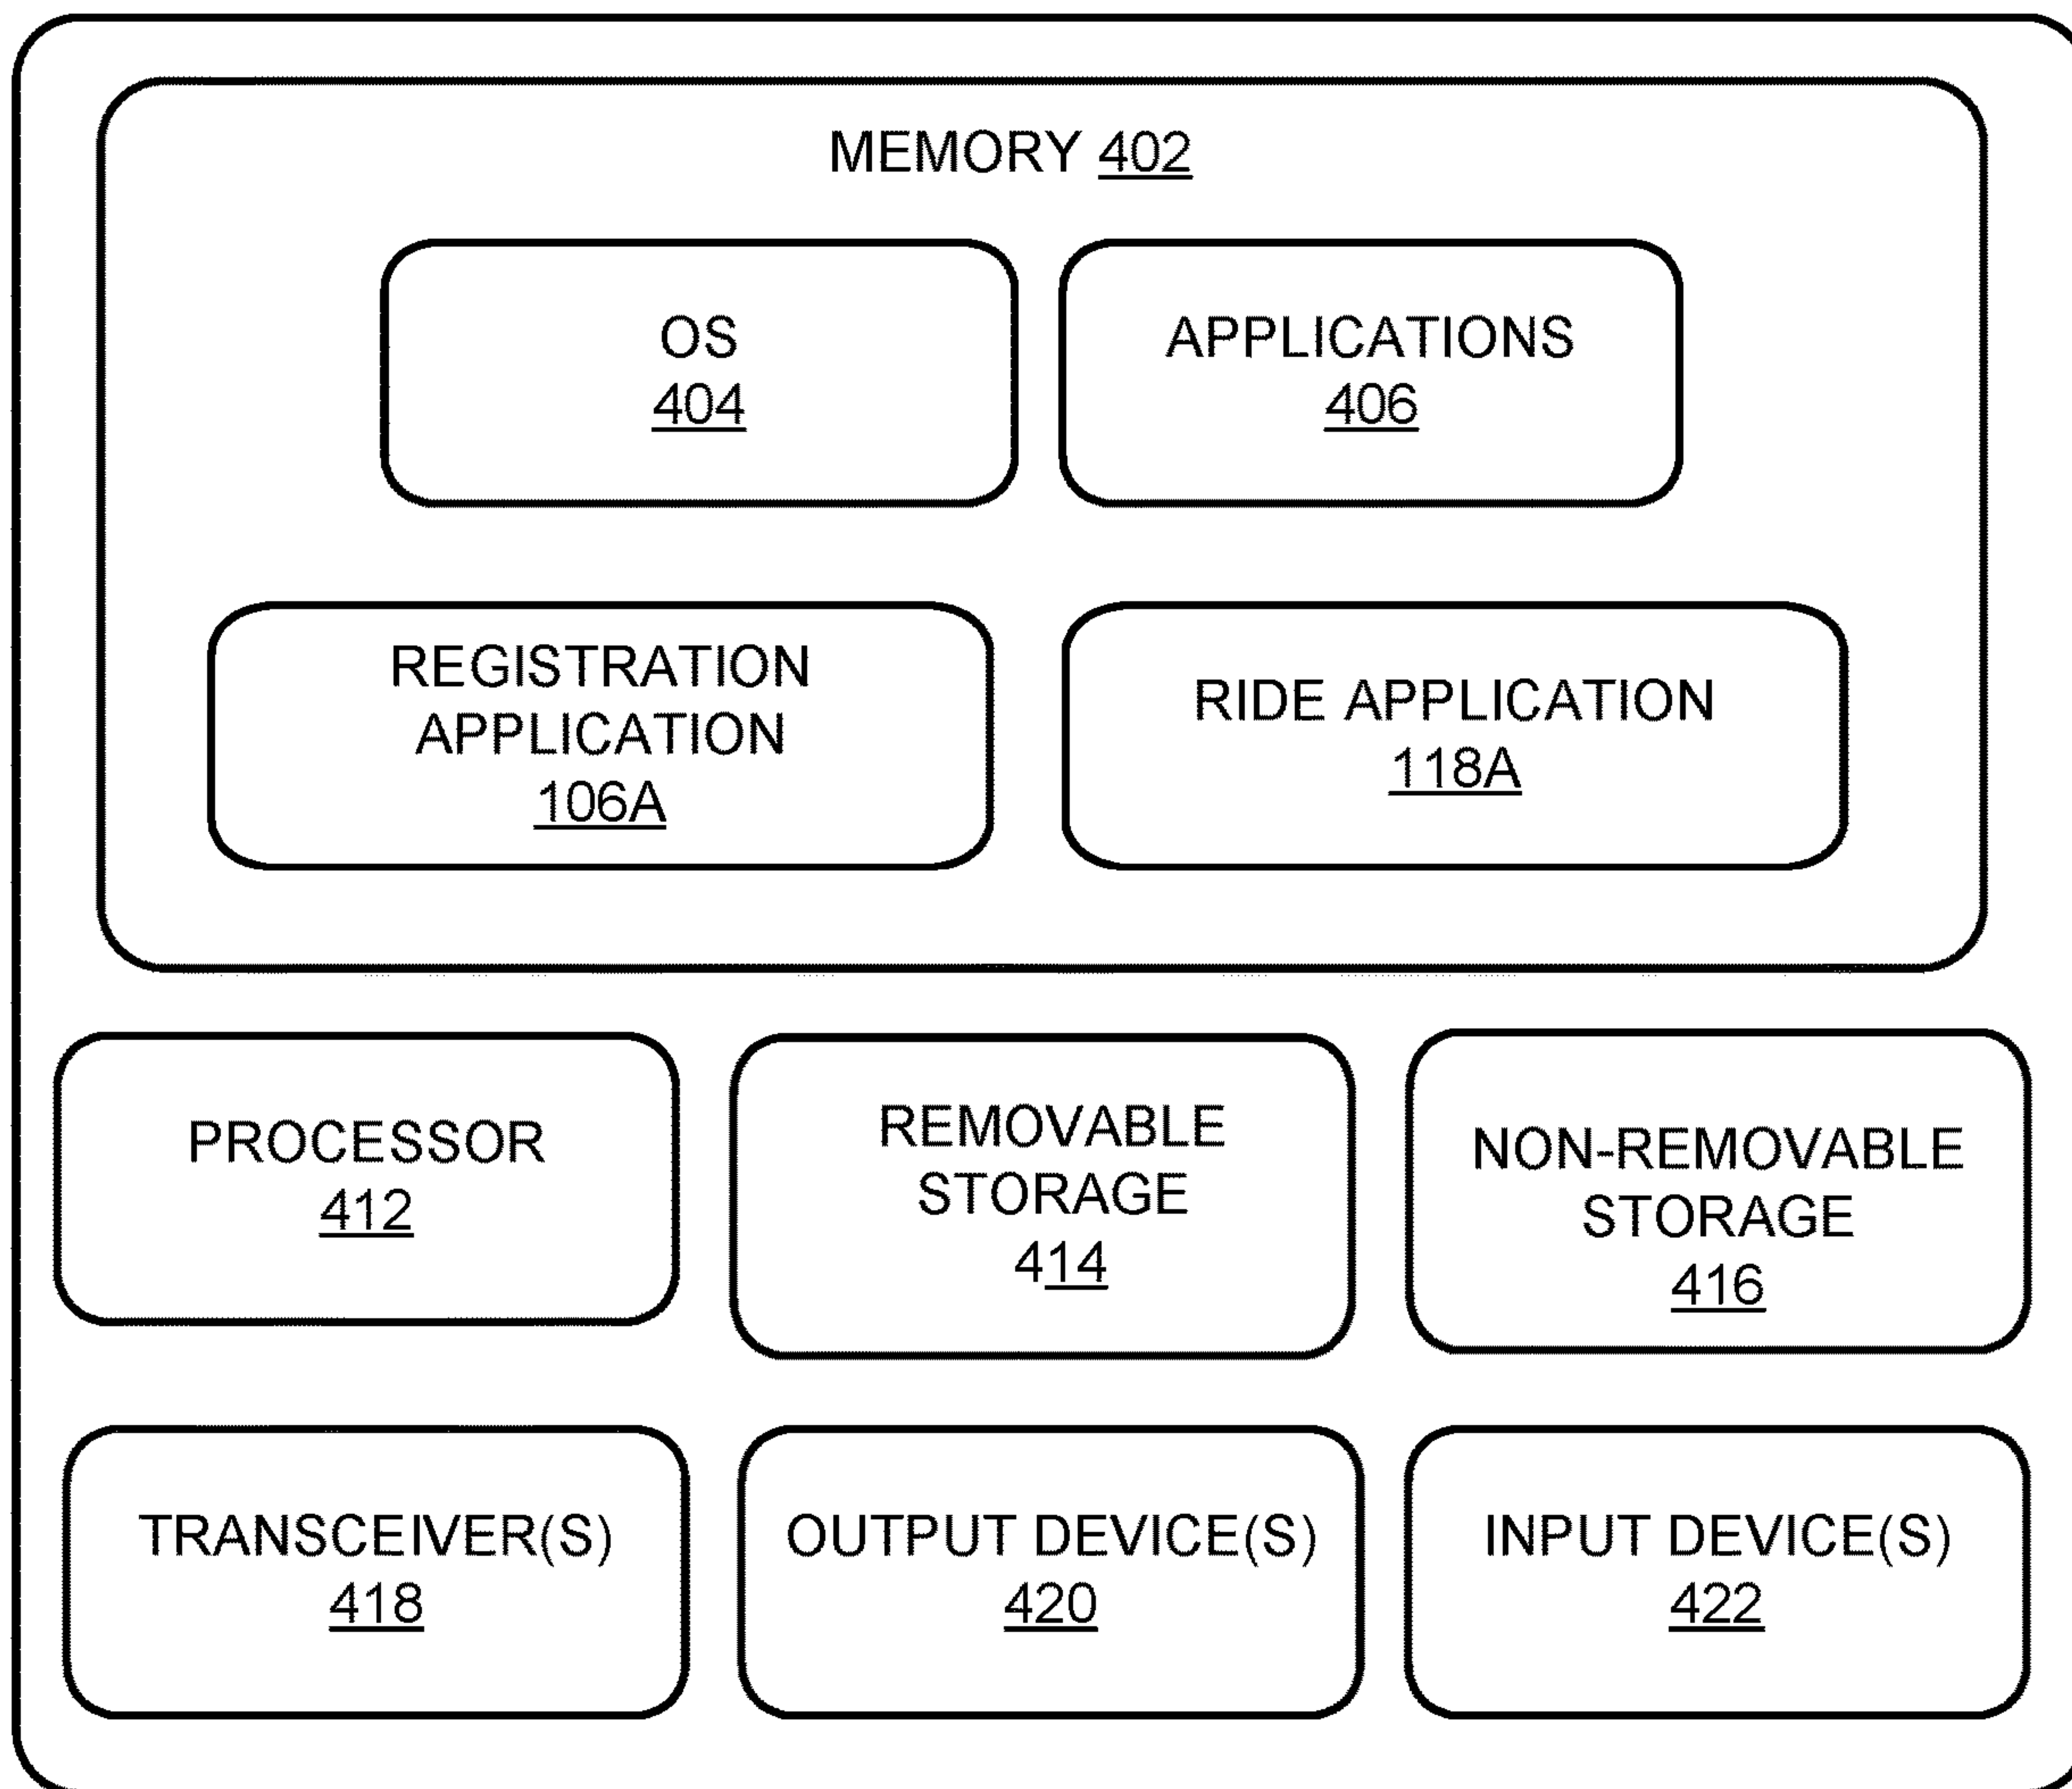 MEMORY 402
OS
404
APPLICATIONS
406
REGISTRATION
APPLICATION
106A
RIDE APPLICATION
118A
PROCESSOR
412
REMOVABLE
STORAGE
414
NON-REMOVABLE
STORAGE
416
TRANSCEIVER(S)
418
OUTPUT DEVICE(S)
420
INPUT DEVICE(S)
422